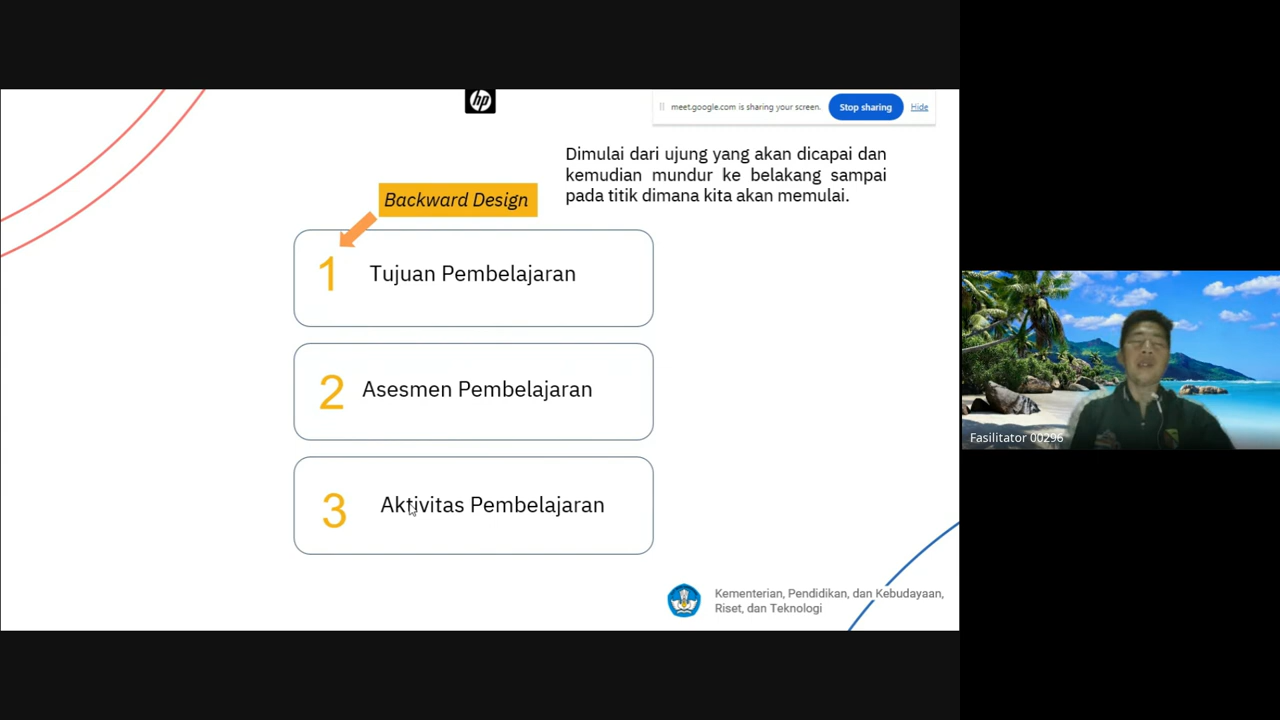 hp
meet.google.com is sharing your screen. Stop sharing Hide
Dimulai dari ujung yang akan dicapai dan
kemudian mundur ke belakang sampai
pada titik dimana kita akan memulai.
Backward Design
1 Tujuan Pembelajaran
2 Asesmen Pembelajaran
3 Aktivitas Pembelajaran
Kementerian, Pendidikan, dan Kebudayaan,
Riset, dan Teknologi
Fasilitator 00296